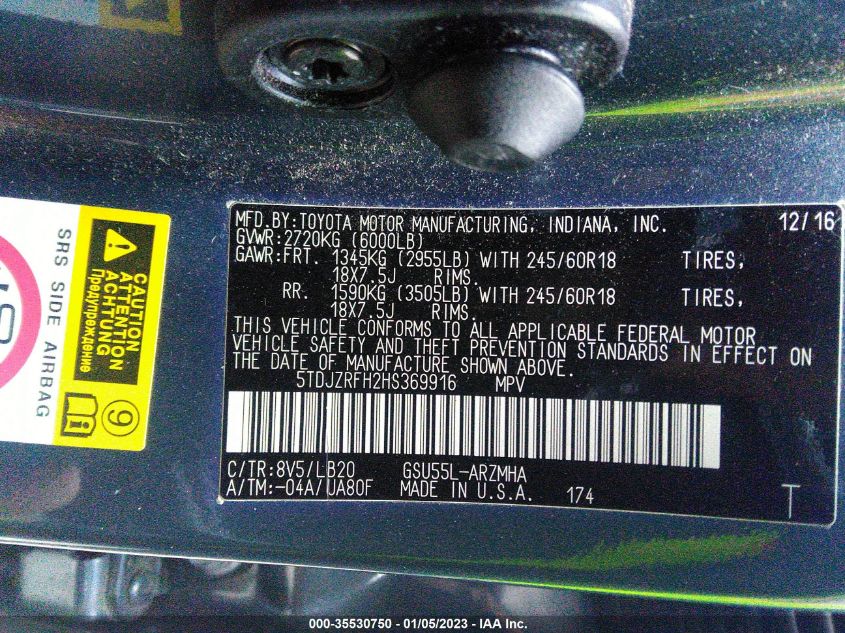 MFD.BY:TOYOTA MOTOR MANUFACTURING, INDIANA, INC. 12/16
GVWR:2720KG (6000LB)
GAWR:FRT. 1345KG (2955LB) WITH 245/60R18 TIRES,
18X7.5J RIMS.
RR. 1590KG (3505LB) WITH 245/60R18 TIRES,
18X7.5J RIMS.
THIS VEHICLE CONFORMS TO ALL APPLICABLE FEDERAL MOTOR
VEHICLE SAFETY AND THEFT PREVENTION STANDARDS IN EFFECT ON
THE DATE OF MANUFACTURE SHOWN ABOVE.
5TDJZRFH2HS369916 MPV
C/TR:8V5/LB20 GSU55L-ARZMHA
A/TM:-04A/UA80F MADE IN U.S.A. 174
T
CAUTION
ATTENTION
ACHTUNG
Предупреждение
9
SRS SIDE AIRBAG
000-35530750 - 01/05/2023 - IAA Inc.